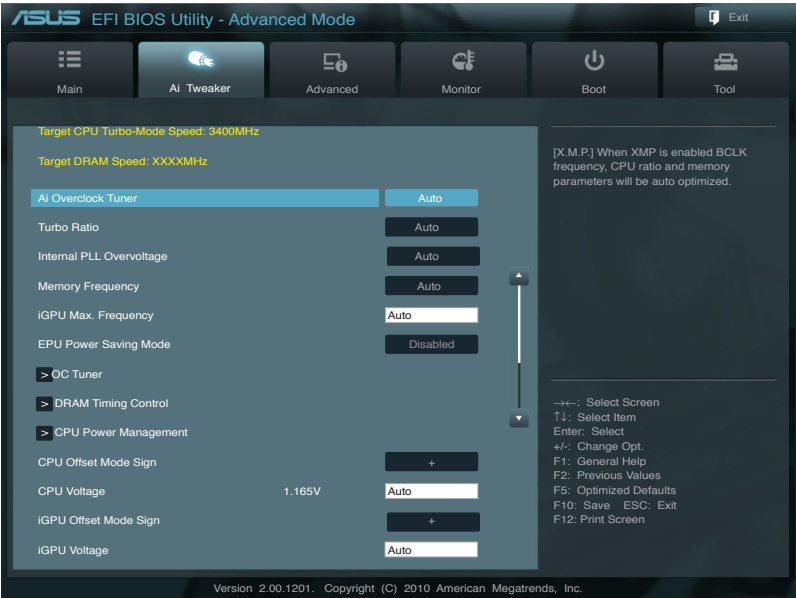 ASUS EFI BIOS Utility - Advanced Mode
Exit
Main
Ai Tweaker
Advanced
Monitor
Boot
Tool
Target CPU Turbo-Mode Speed: 3400MHz
Target DRAM Speed: XXXXMHz
Ai Overclock Tuner Auto
Turbo Ratio Auto
Internal PLL Overvoltage Auto
Memory Frequency Auto
iGPU Max. Frequency Auto
EPU Power Saving Mode Disabled
> OC Tuner
> DRAM Timing Control
> CPU Power Management
CPU Offset Mode Sign +
CPU Voltage 1.165V Auto
iGPU Offset Mode Sign +
iGPU Voltage Auto
[X.M.P.] When XMP is enabled BCLK
frequency, CPU ratio and memory
parameters will be auto optimized.
→←: Select Screen
↑↓: Select Item
Enter: Select
+/-: Change Opt.
F1: General Help
F2: Previous Values
F5: Optimized Defaults
F10: Save ESC: Exit
F12: Print Screen
Version 2.00.1201. Copyright (C) 2010 American Megatrends, Inc.